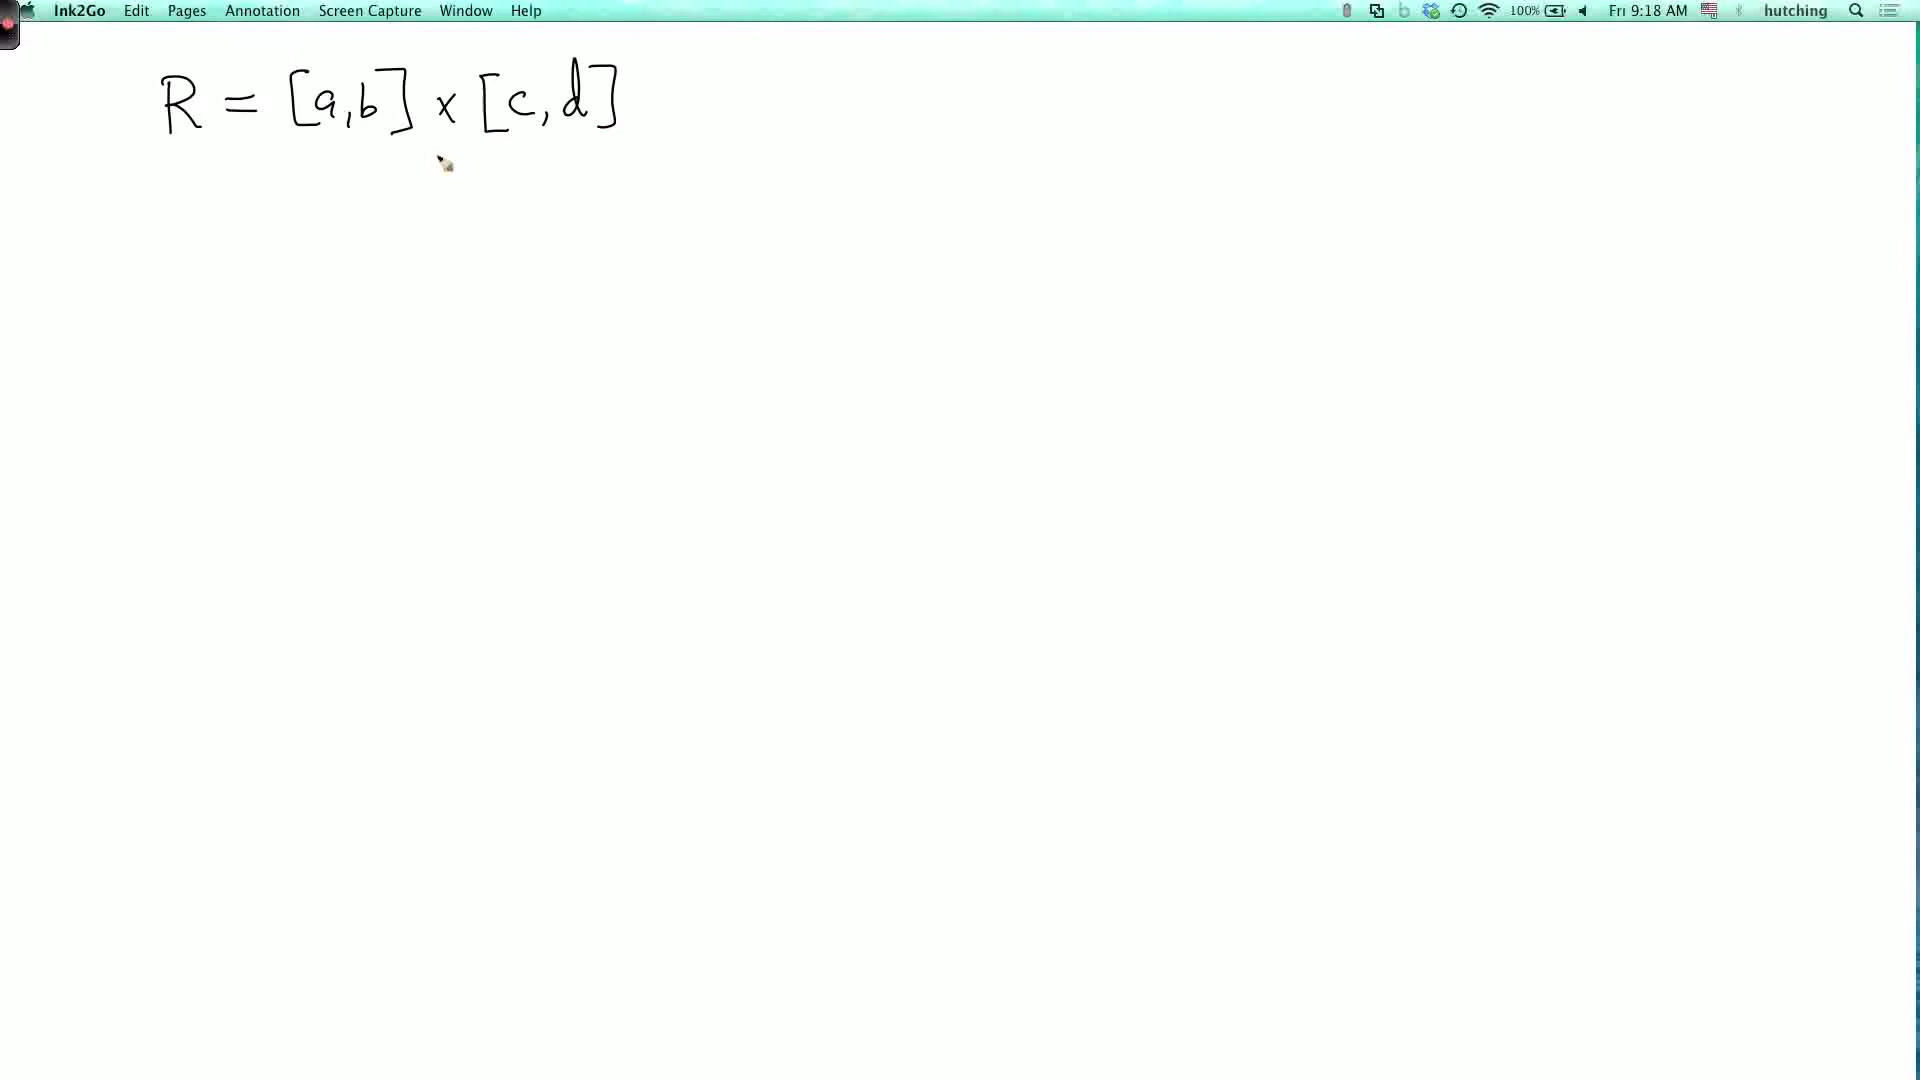 Ink2Go Edit Pages Annotation Screen Capture Window Help 100% Fri 9:18 AM hutching
R = [a,b] x [c,d]